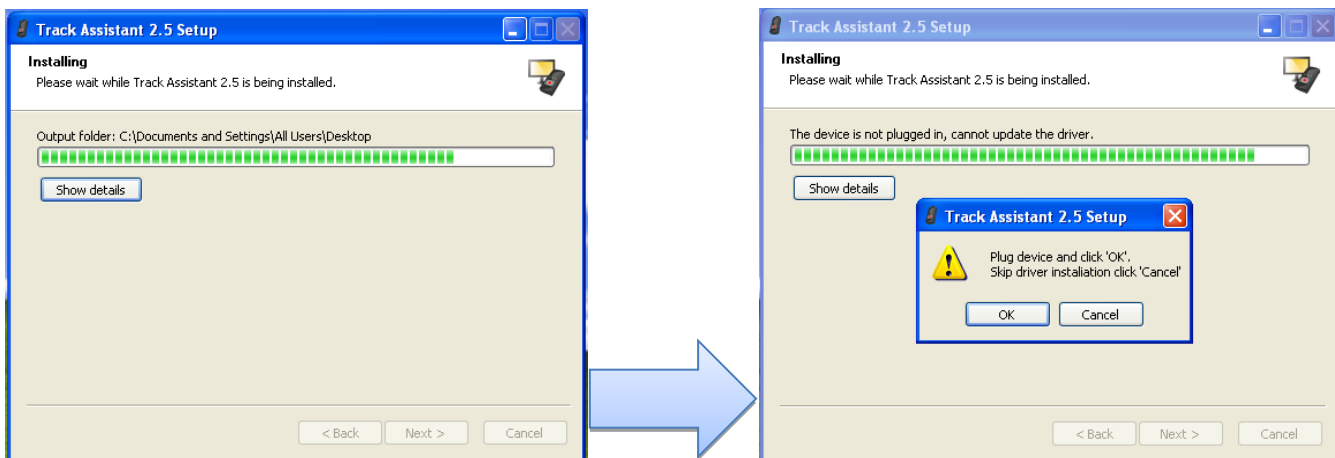 Track Assistant 2.5 Setup
Installing
Please wait while Track Assistant 2.5 is being installed.
Output folder: C:\Documents and Settings\All Users\Desktop
Show details
< Back
Next >
Cancel
Track Assistant 2.5 Setup
Installing
Please wait while Track Assistant 2.5 is being installed.
The device is not plugged in, cannot update the driver.
Show details
Track Assistant 2.5 Setup
Plug device and click 'OK'.
Skip driver instaliation click 'Cancel'
OK
Cancel
< Back
Next >
Cancel